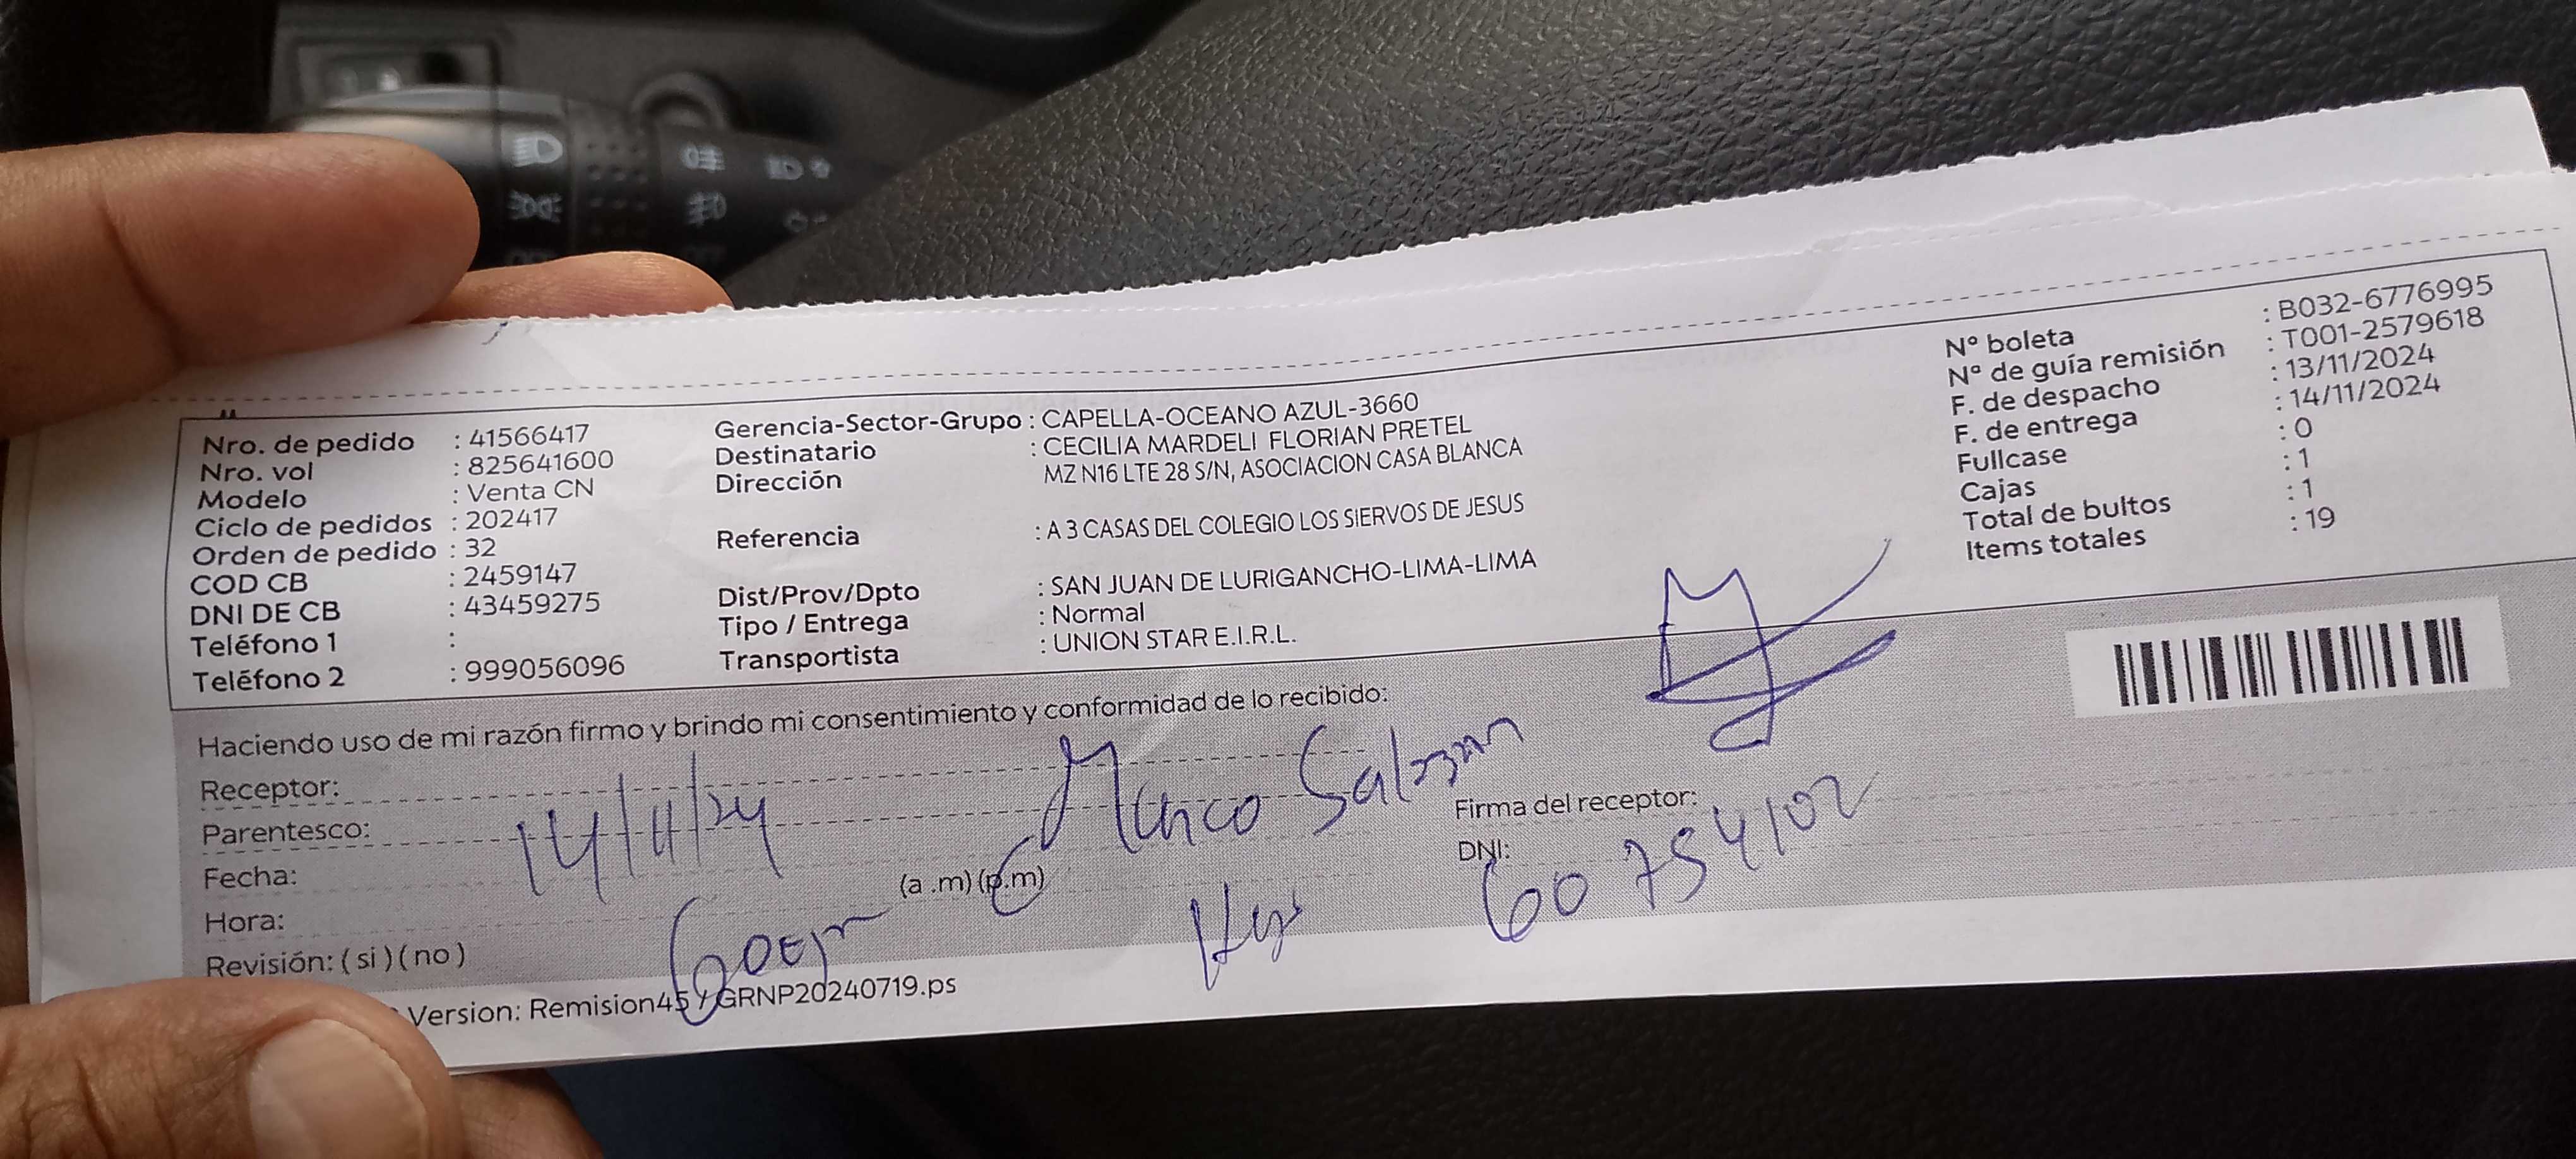 Nro. de pedido : 41566417
Nro. vol : 825641600
Modelo : Venta CN
Ciclo de pedidos : 202417
Orden de pedido : 32
COD CB : 2459147
DNI DE CB : 43459275
Teléfono 1 :
Teléfono 2 : 999056096
Gerencia-Sector-Grupo : CAPELLA-OCEANO AZUL-3660
Destinatario : CECILIA MARDELI FLORIAN PRETEL
Dirección MZ N16 LTE 28 S/N, ASOCIACION CASA BLANCA
Referencia : A 3 CASAS DEL COLEGIO LOS SIERVOS DE JESUS
Dist/Prov/Dpto : SAN JUAN DE LURIGANCHO-LIMA-LIMA
Tipo / Entrega : Normal
Transportista : UNION STAR E.I.R.L.
N° boleta : B032-6776995
N° de guía remisión : T001-2579618
F. de despacho : 13/11/2024
F. de entrega : 14/11/2024
Fullcase : 0
Cajas : 1
Total de bultos : 1
Items totales : 19
Haciendo uso de mi razón firmo y brindo mi consentimiento y conformidad de lo recibido:
Receptor:
Parentesco:
Fecha: 14/11/24
Hora: (a .m) (p.m)
Revisión: ( si ) ( no )
Firma del receptor:
DNI: 60754102
Version: Remision45 / GRNP20240719.ps